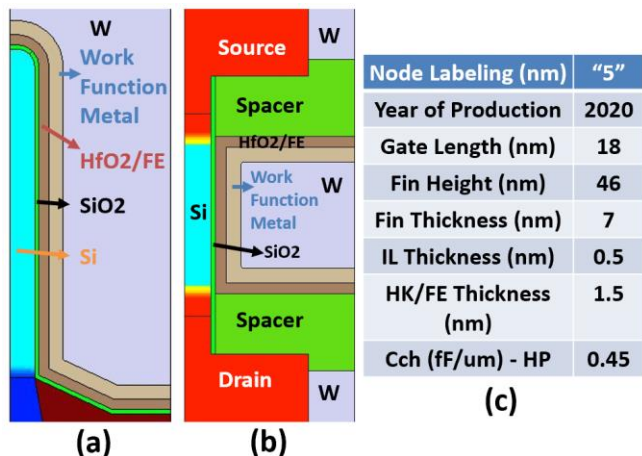 W
Work
Function
Metal
HfO2/FE
SiO2
Si
(a)
Source
W
Spacer
HfO2/FE
Work
Function
Metal
W
Si
SiO2
Spacer
Drain
W
(b)
Node Labeling (nm) “5”
Year of Production 2020
Gate Length (nm) 18
Fin Height (nm) 46
Fin Thickness (nm) 7
IL Thickness (nm) 0.5
HK/FE Thickness
(nm) 1.5
Cch (fF/um) - HP 0.45
(c)